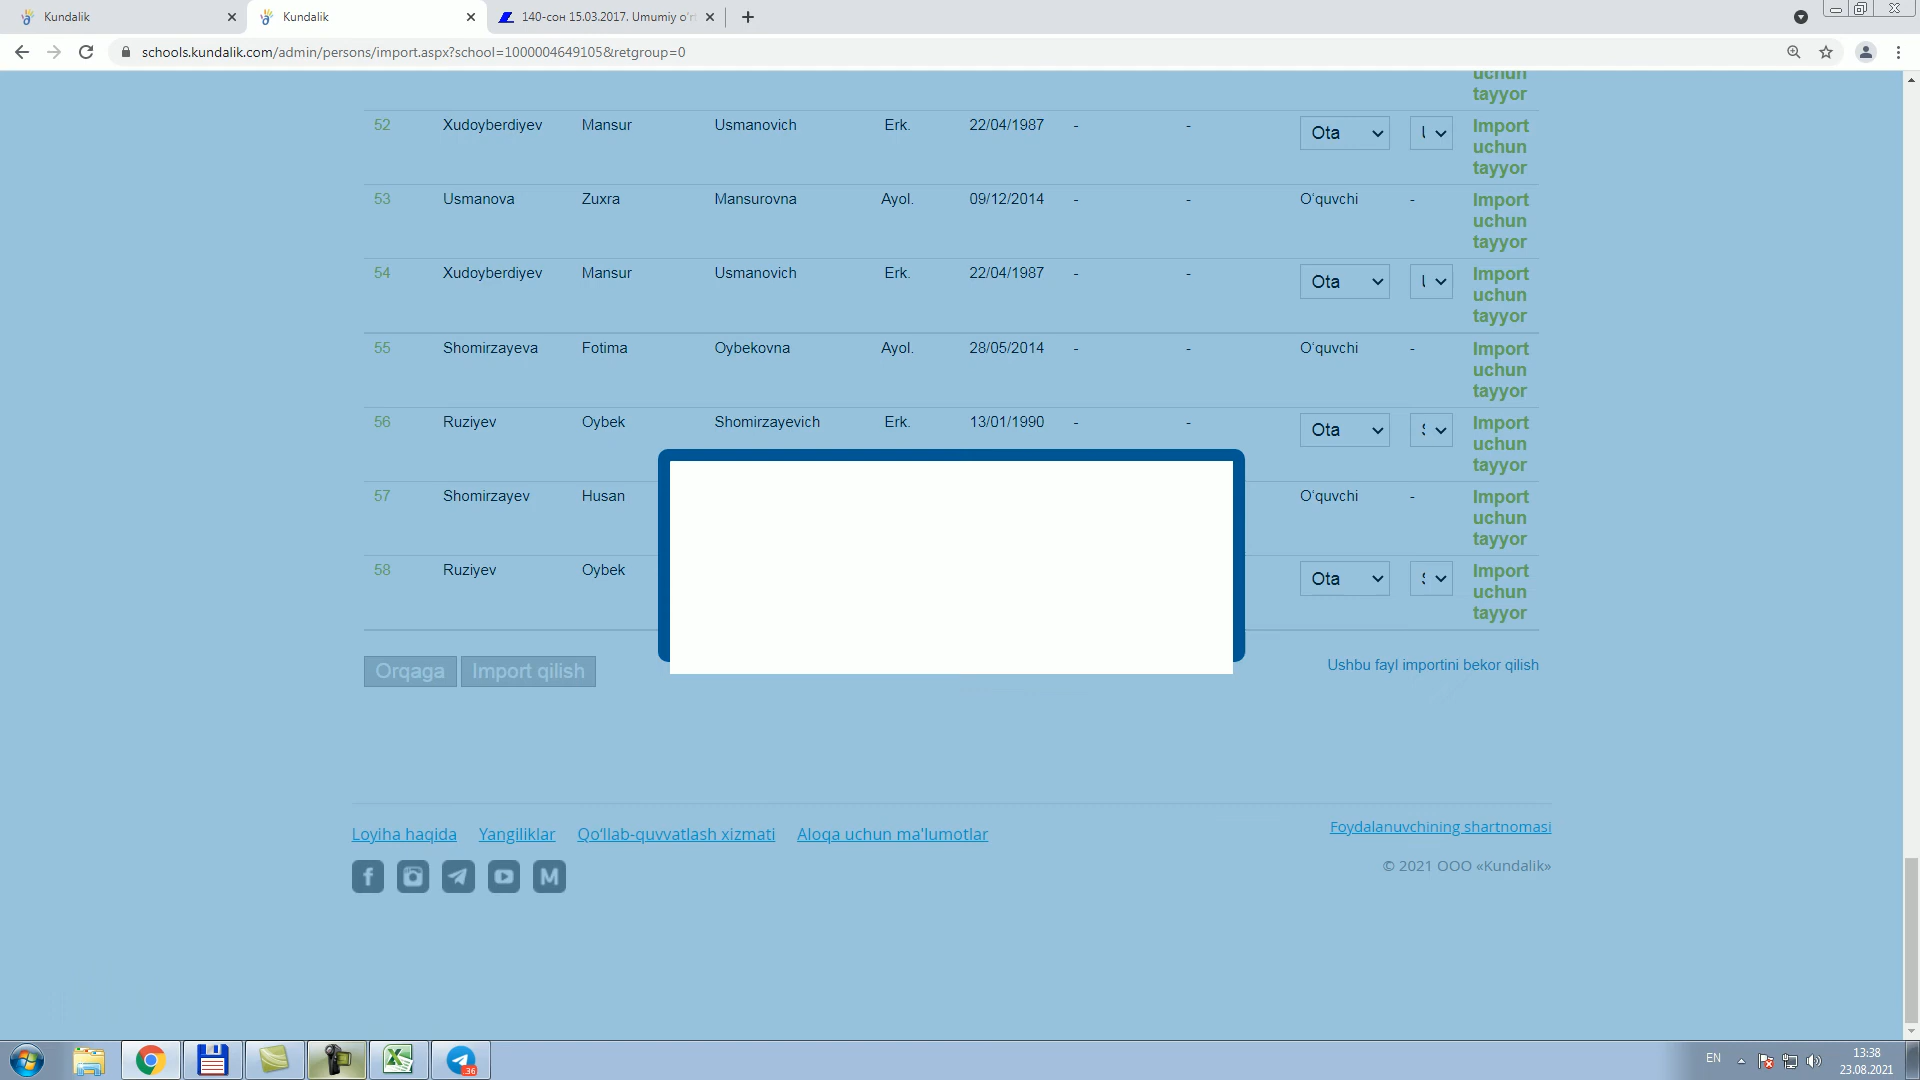 Kundalik
Kundalik
140-сон 15.03.2017. Umumiy o'r
schools.kundalik.com/admin/persons/import.aspx?school=1000004649105&retgroup=0
uchun
tayyor
52 Xudoyberdiyev Mansur Usmanovich Erk. 22/04/1987 - - Ota Import uchun tayyor
53 Usmanova Zuxra Mansurovna Ayol. 09/12/2014 - - O'quvchi - Import uchun tayyor
54 Xudoyberdiyev Mansur Usmanovich Erk. 22/04/1987 - - Ota Import uchun tayyor
55 Shomirzayeva Fotima Oybekovna Ayol. 28/05/2014 - - O'quvchi - Import uchun tayyor
56 Ruziyev Oybek Shomirzayevich Erk. 13/01/1990 - - Ota Import uchun tayyor
57 Shomirzayev Husan O'quvchi - Import uchun tayyor
58 Ruziyev Oybek Ota Import uchun tayyor
Orqaga Import qilish Ushbu fayl importini bekor qilish
Loyiha haqida Yangiliklar Qo'llab-quvvatlash xizmati Aloqa uchun ma'lumotlar Foydalanuvchining shartnomasi
© 2021 ООО «Kundalik»
36
EN 13:38
23.08.2021